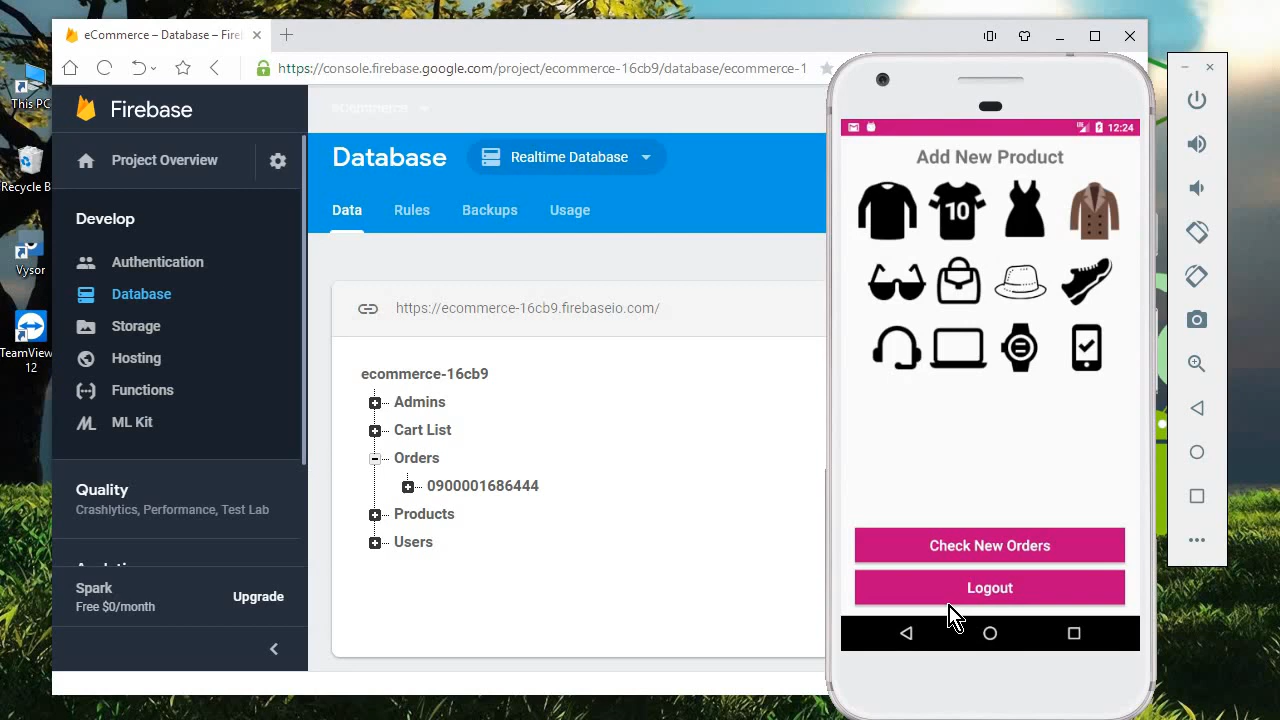 eCommerce – Database – Fire
https://console.firebase.google.com/project/ecommerce-16cb9/database/ecommerce-1
This PC
Recycle B
Vysor
TeamView
12
Firebase
Project Overview
Develop
Authentication
Database
Storage
Hosting
Functions
ML Kit
Quality
Crashlytics, Performance, Test Lab
Spark
Free $0/month
Upgrade
eCommerce
Database
Realtime Database
Data
Rules
Backups
Usage
https://ecommerce-16cb9.firebaseio.com/
ecommerce-16cb9
Admins
Cart List
Orders
0900001686444
Products
Users
12:24
Add New Product
10
Check New Orders
Logout